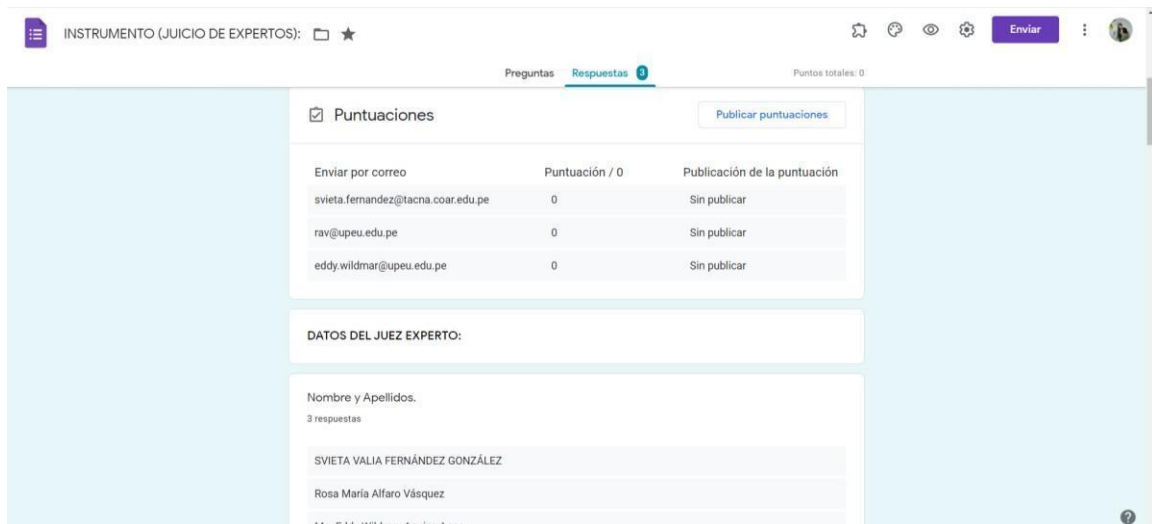 INSTRUMENTO (JUICIO DE EXPERTOS):
Enviar
Preguntas Respuestas 3 Puntos totales: 0
Puntuaciones Publicar puntuaciones
Enviar por correo Puntuación / 0 Publicación de la puntuación
svieta.fernandez@tacna.coar.edu.pe 0 Sin publicar
rav@upeu.edu.pe 0 Sin publicar
eddy.wildmar@upeu.edu.pe 0 Sin publicar
DATOS DEL JUEZ EXPERTO:
Nombre y Apellidos.
3 respuestas
SVIETA VALIA FERNÁNDEZ GONZÁLEZ
Rosa María Alfaro Vásquez
Eddy Wildmar